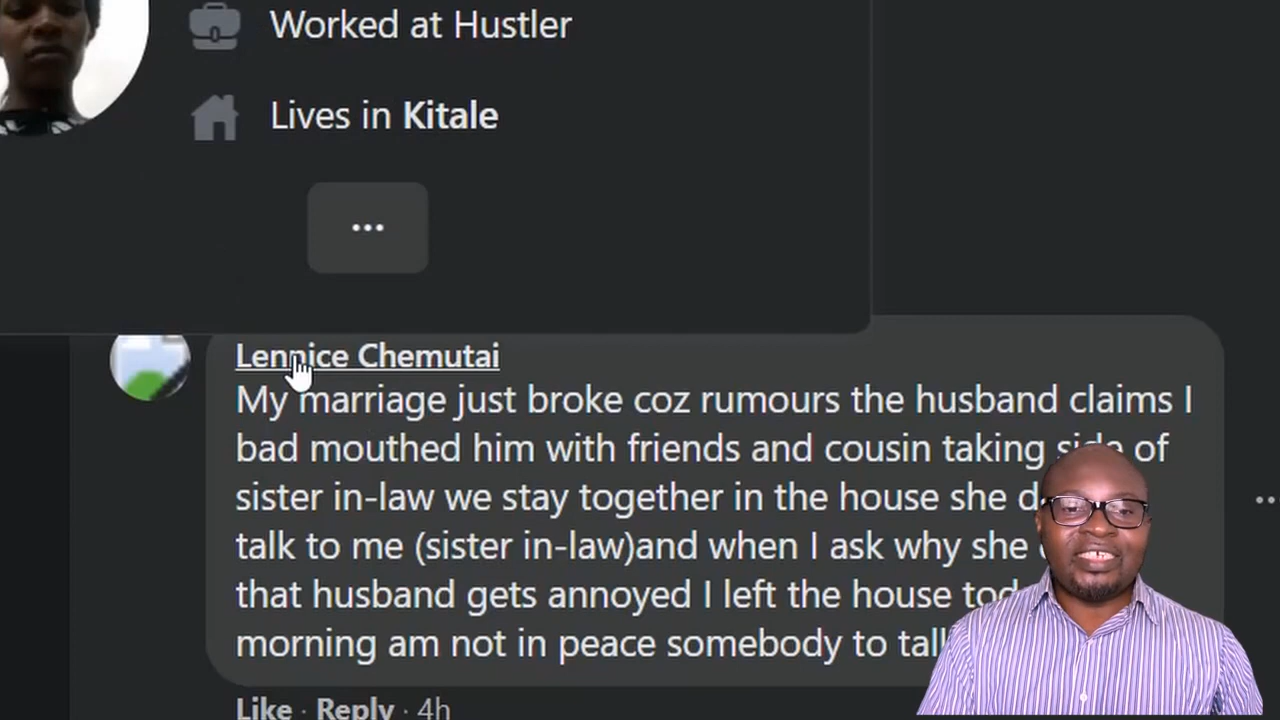 Worked at Hustler
Lives in Kitale
Lennice Chemutai
My marriage just broke coz rumours the husband claims I
bad mouthed him with friends and cousin taking side of
sister in-law we stay together in the house she
talk to me (sister in-law)and when I ask why she
that husband gets annoyed I left the house
morning am not in peace somebody to
Like · Reply · 4h